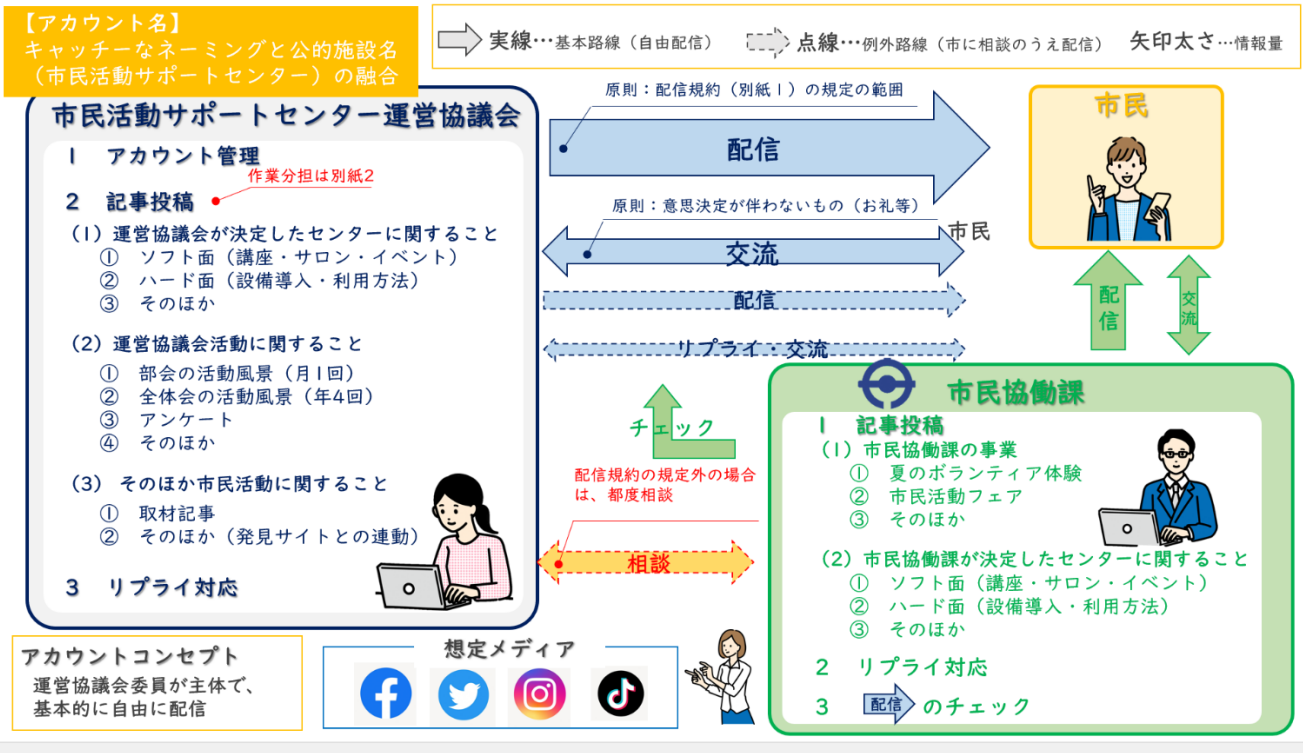 【アカウント名】
キャッチーなネーミングと公的施設名
（市民活動サポートセンター）の融合
実線…基本路線（自由配信）
点線…例外路線（市に相談のうえ配信）
矢印太さ…情報量
市民活動サポートセンター運営協議会
1 アカウント管理
作業分担は別紙2
2 記事投稿
(1) 運営協議会が決定したセンターに関すること
① ソフト面（講座・サロン・イベント）
② ハード面（設備導入・利用方法）
③ そのほか
(2) 運営協議会活動に関すること
① 部会の活動風景（月1回）
② 全体会の活動風景（年4回）
③ アンケート
④ そのほか
(3) そのほか市民活動に関すること
① 取材記事
② そのほか（発見サイトとの連動）
3 リプライ対応
原則：配信規約（別紙1）の規定の範囲
配信
原則：意思決定が伴わないもの（お礼等）
市民
交流
配信
リプライ・交流
チェック
配信規約の規定外の場合
は、都度相談
相談
市民
配信
交流
市民協働課
1 記事投稿
(1) 市民協働課の事業
① 夏のボランティア体験
② 市民活動フェア
③ そのほか
(2) 市民協働課が決定したセンターに関すること
① ソフト面（講座・サロン・イベント）
② ハード面（設備導入・利用方法）
③ そのほか
2 リプライ対応
3 配信 のチェック
アカウントコンセプト
運営協議会委員が主体で、
基本的に自由に配信
想定メディア